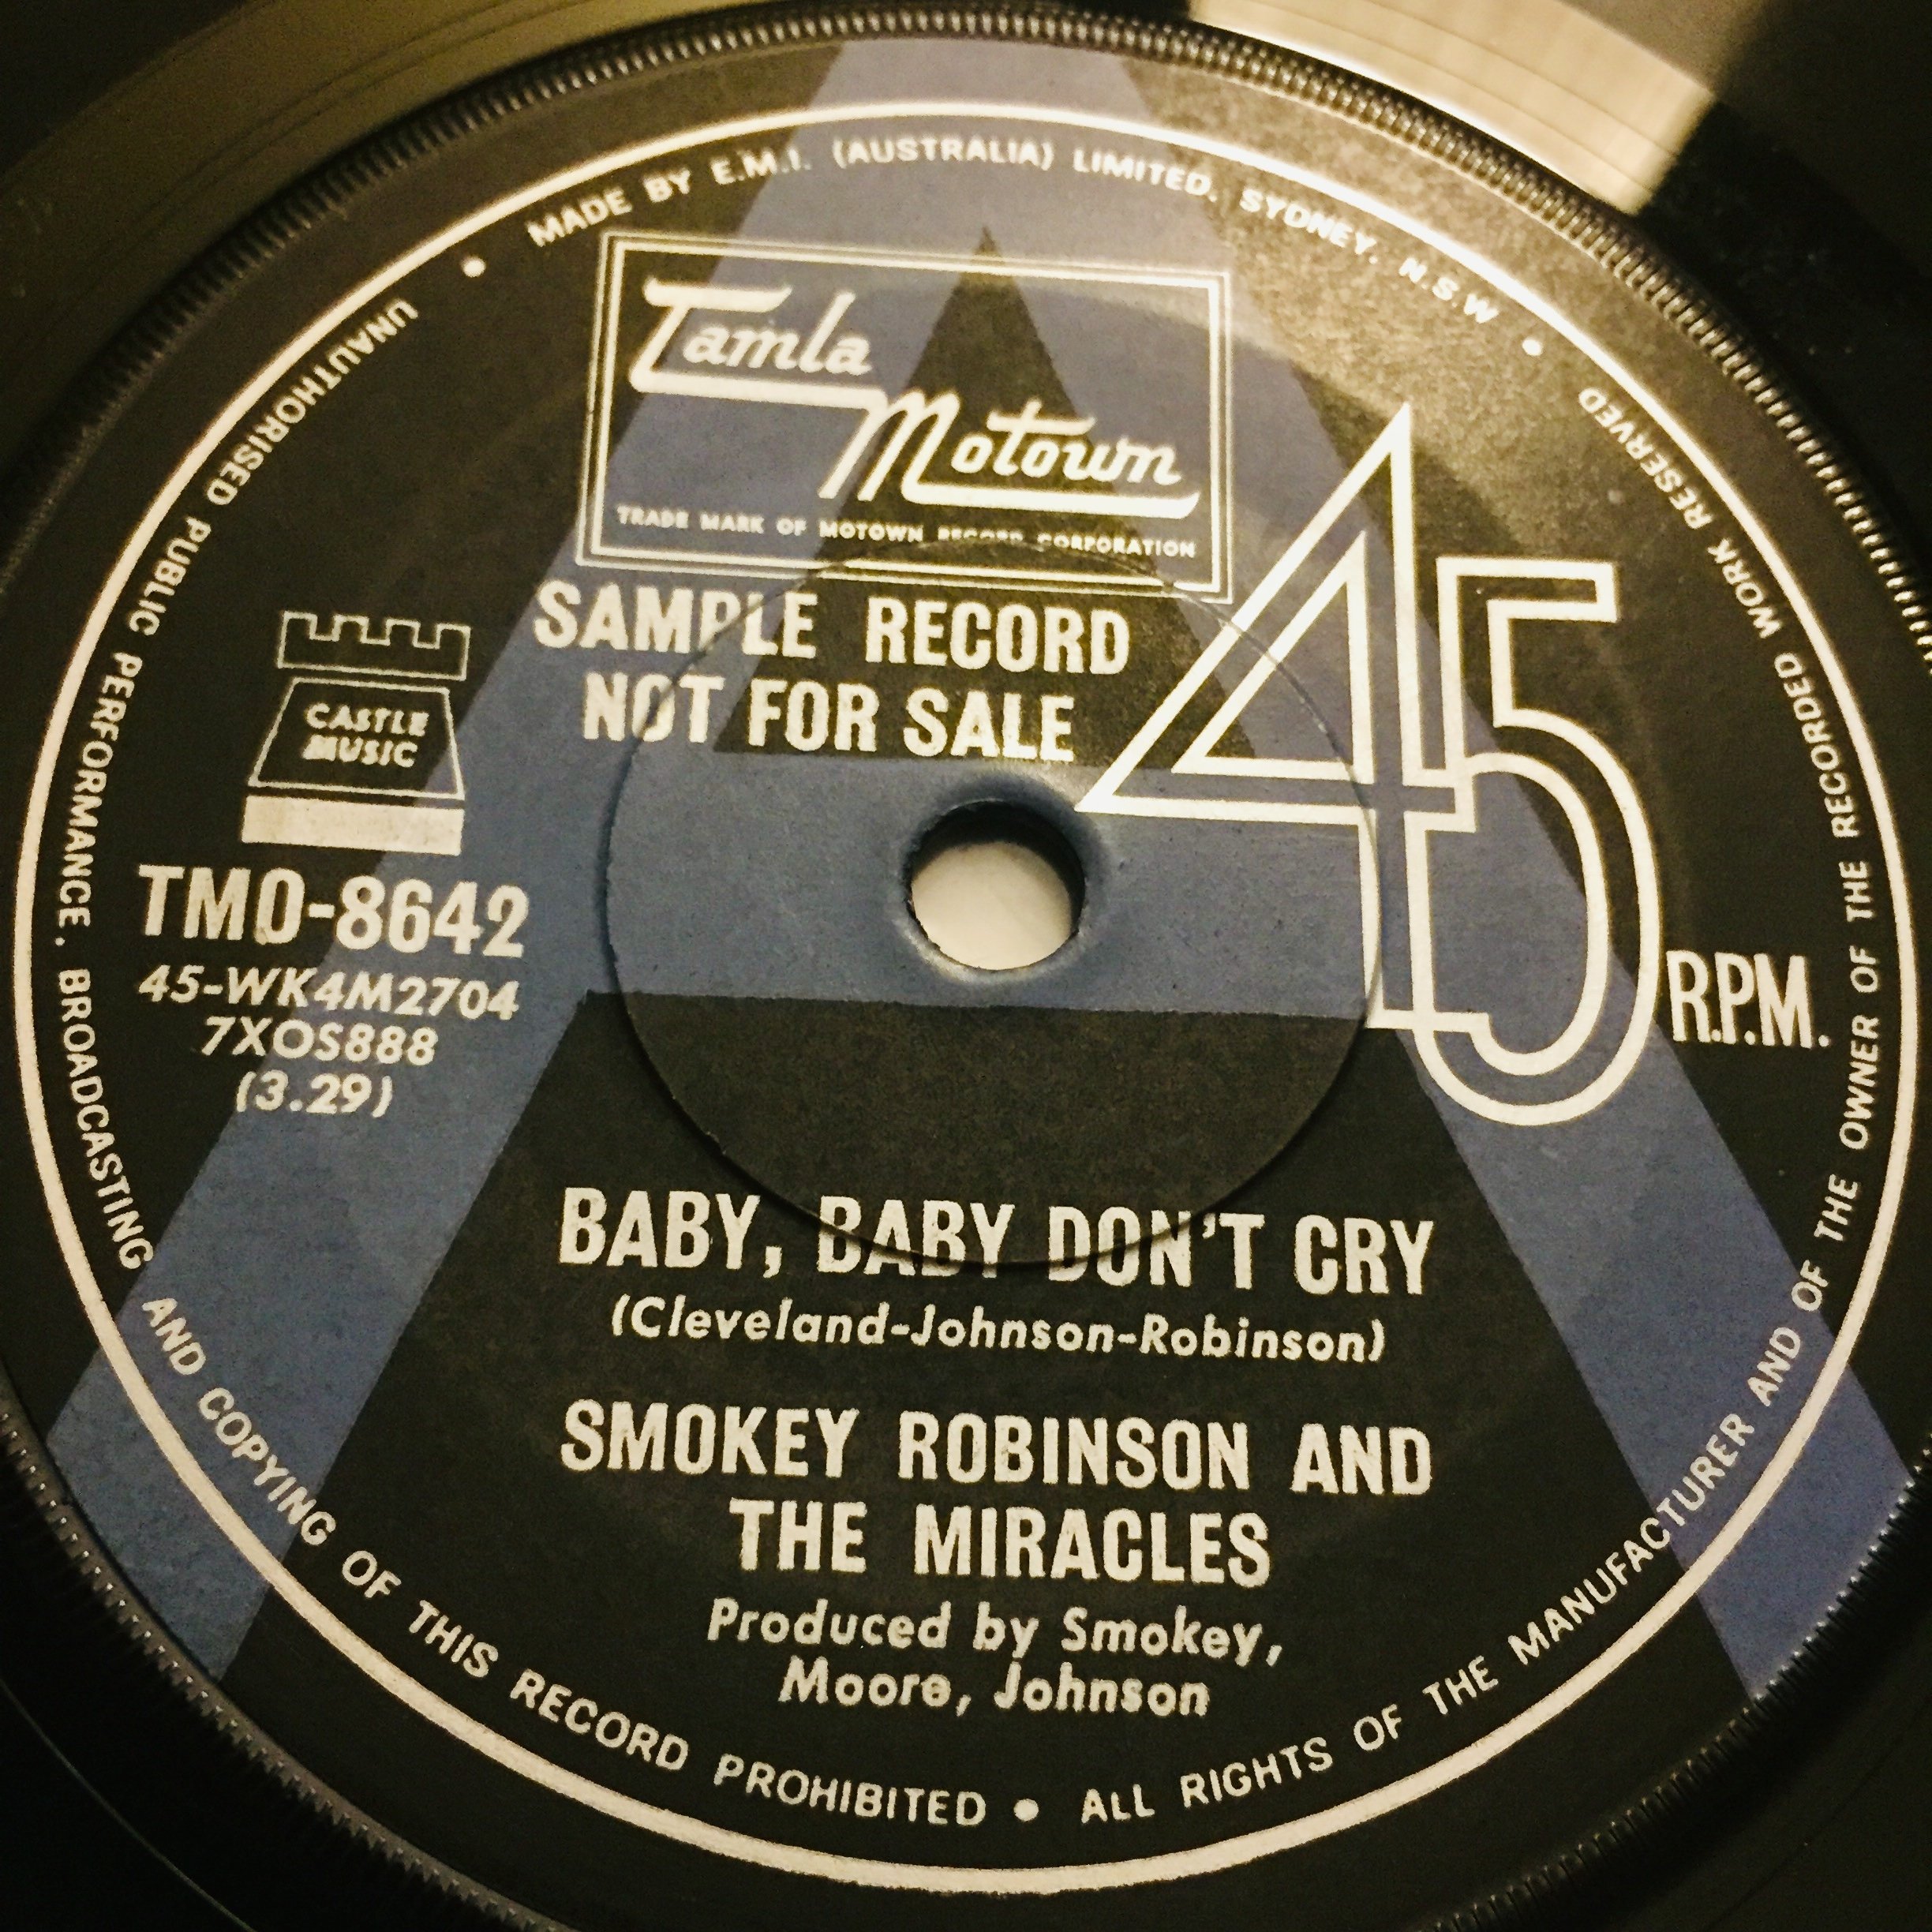 MADE BY E.M.I. (AUSTRALIA) LIMITED. SYDNEY. N.S.W •
Tamla
Motown
TRADE MARK OF MOTOWN RECORD CORPORATION
SAMPLE RECORD
NOT FOR SALE
45
R.P.M.
CASTLE
MUSIC
TMO-8642
45-WK4M2704
7XOS888
(3.29)
BABY, BABY DON'T CRY
(Cleveland-Johnson-Robinson)
SMOKEY ROBINSON AND
THE MIRACLES
Produced by Smokey,
Moore, Johnson
ALL RIGHTS OF THE MANUFACTURER AND OF THE OWNER OF THE RECORDED WORK RESERVED
• UNAUTHORISED PUBLIC PERFORMANCE, BROADCASTING AND COPYING OF THIS RECORD PROHIBITED •
A